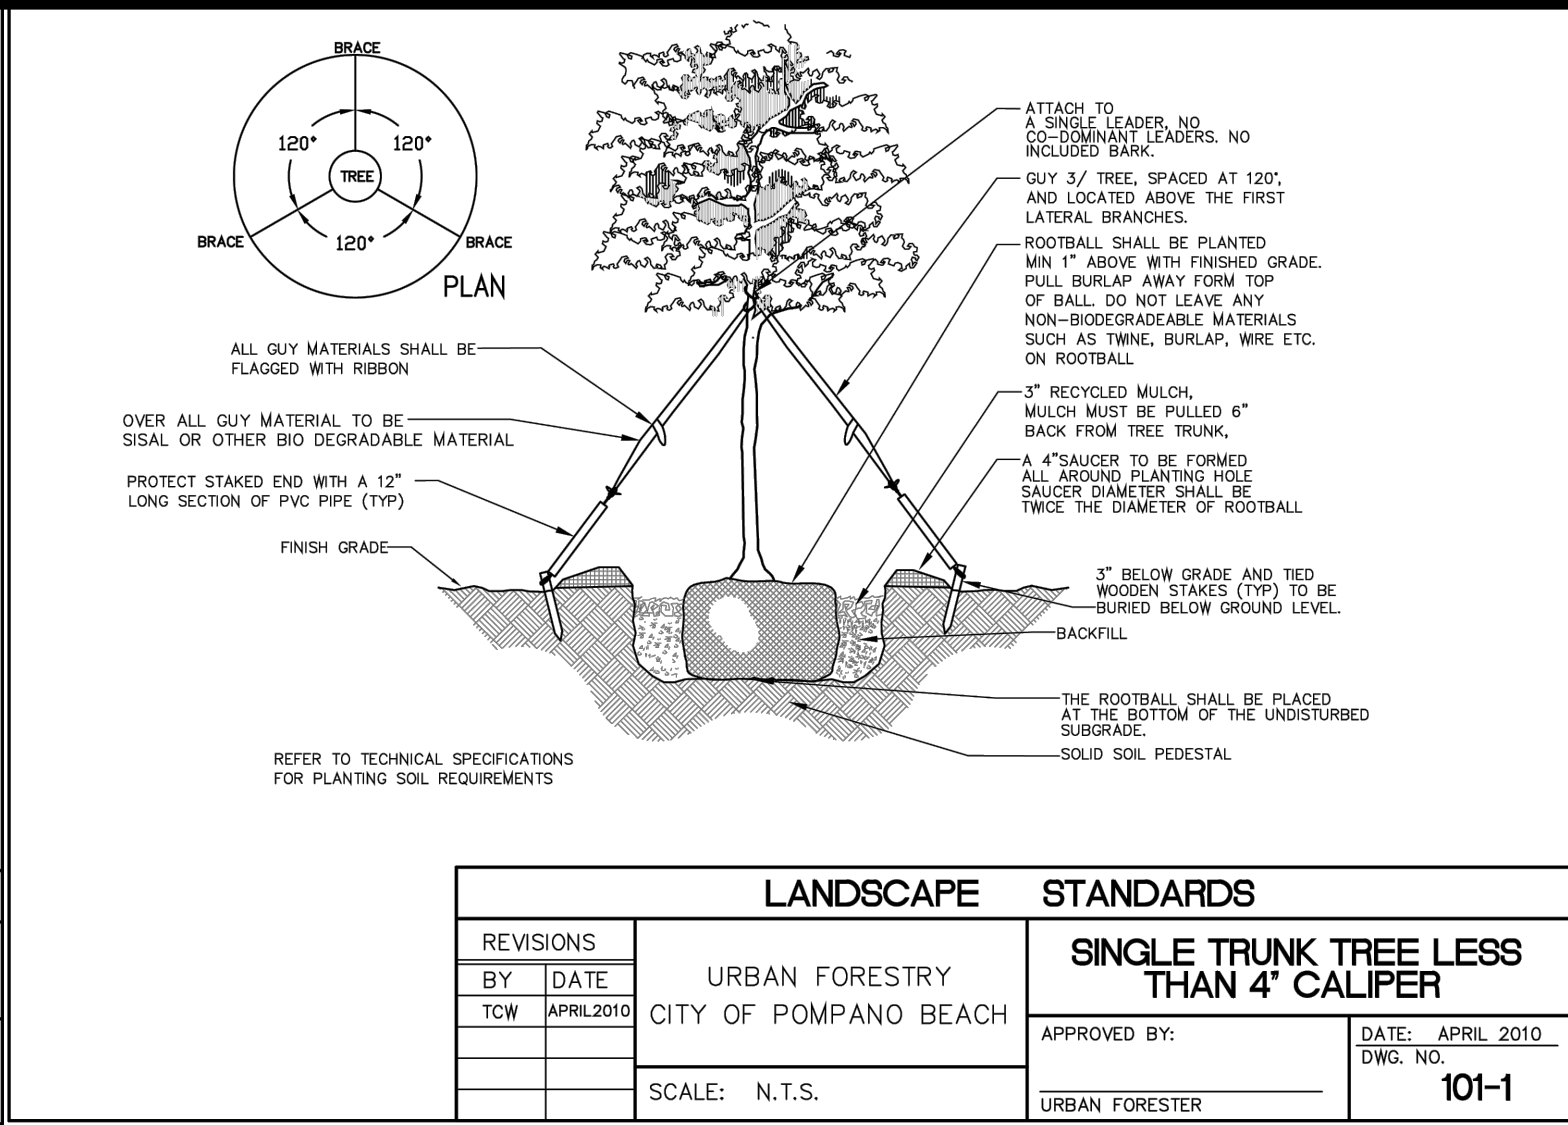 BRACE
120°
120°
TREE
120°
BRACE
BRACE
PLAN
ATTACH TO
A SINGLE LEADER, NO
CO-DOMINANT LEADERS. NO
INCLUDED BARK.
GUY 3/ TREE, SPACED AT 120°,
AND LOCATED ABOVE THE FIRST
LATERAL BRANCHES.
ROOTBALL SHALL BE PLANTED
MIN 1" ABOVE WITH FINISHED GRADE.
PULL BURLAP AWAY FORM TOP
OF BALL. DO NOT LEAVE ANY
NON-BIODEGRADEABLE MATERIALS
SUCH AS TWINE, BURLAP, WIRE ETC.
ON ROOTBALL
3" RECYCLED MULCH,
MULCH MUST BE PULLED 6"
BACK FROM TREE TRUNK,
A 4"SAUCER TO BE FORMED
ALL AROUND PLANTING HOLE
SAUCER DIAMETER SHALL BE
TWICE THE DIAMETER OF ROOTBALL
3" BELOW GRADE AND TIED
WOODEN STAKES (TYP) TO BE
BURIED BELOW GROUND LEVEL.
BACKFILL
THE ROOTBALL SHALL BE PLACED
AT THE BOTTOM OF THE UNDISTURBED
SUBGRADE.
SOLID SOIL PEDESTAL
ALL GUY MATERIALS SHALL BE
FLAGGED WITH RIBBON
OVER ALL GUY MATERIAL TO BE
SISAL OR OTHER BIO DEGRADABLE MATERIAL
PROTECT STAKED END WITH A 12"
LONG SECTION OF PVC PIPE (TYP)
FINISH GRADE
REFER TO TECHNICAL SPECIFICATIONS
FOR PLANTING SOIL REQUIREMENTS
LANDSCAPE STANDARDS
REVISIONS
BY DATE
TCW APRIL2010
URBAN FORESTRY
CITY OF POMPANO BEACH
SCALE: N.T.S.
SINGLE TRUNK TREE LESS
THAN 4" CALIPER
APPROVED BY:
URBAN FORESTER
DATE: APRIL 2010
DWG. NO.
101-1